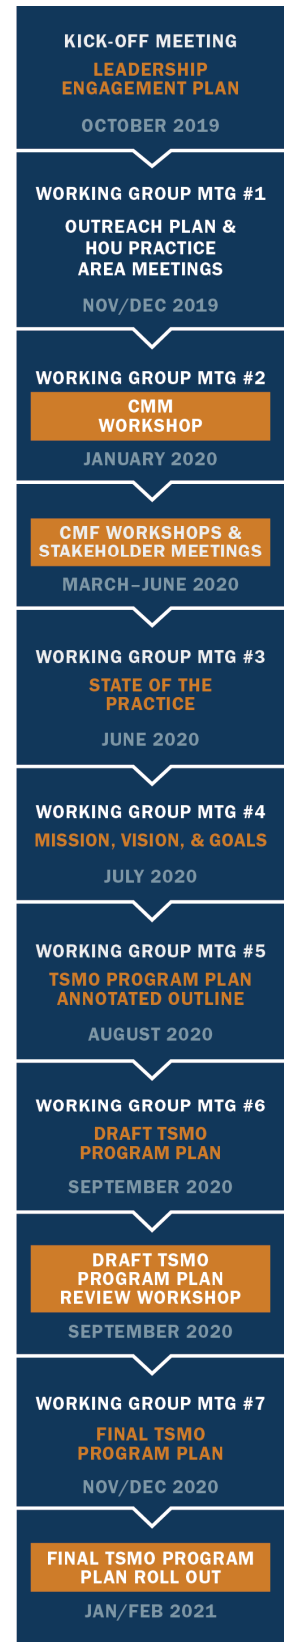 KICK-OFF MEETING
LEADERSHIP
ENGAGEMENT PLAN
OCTOBER 2019
WORKING GROUP MTG #1
OUTREACH PLAN &
HOU PRACTICE
AREA MEETINGS
NOV/DEC 2019
WORKING GROUP MTG #2
CMM
WORKSHOP
JANUARY 2020
CMF WORKSHOPS &
STAKEHOLDER MEETINGS
MARCH–JUNE 2020
WORKING GROUP MTG #3
STATE OF THE
PRACTICE
JUNE 2020
WORKING GROUP MTG #4
MISSION, VISION, & GOALS
JULY 2020
WORKING GROUP MTG #5
TSMO PROGRAM PLAN
ANNOTATED OUTLINE
AUGUST 2020
WORKING GROUP MTG #6
DRAFT TSMO
PROGRAM PLAN
SEPTEMBER 2020
DRAFT TSMO
PROGRAM PLAN
REVIEW WORKSHOP
SEPTEMBER 2020
WORKING GROUP MTG #7
FINAL TSMO
PROGRAM PLAN
NOV/DEC 2020
FINAL TSMO PROGRAM
PLAN ROLL OUT
JAN/FEB 2021